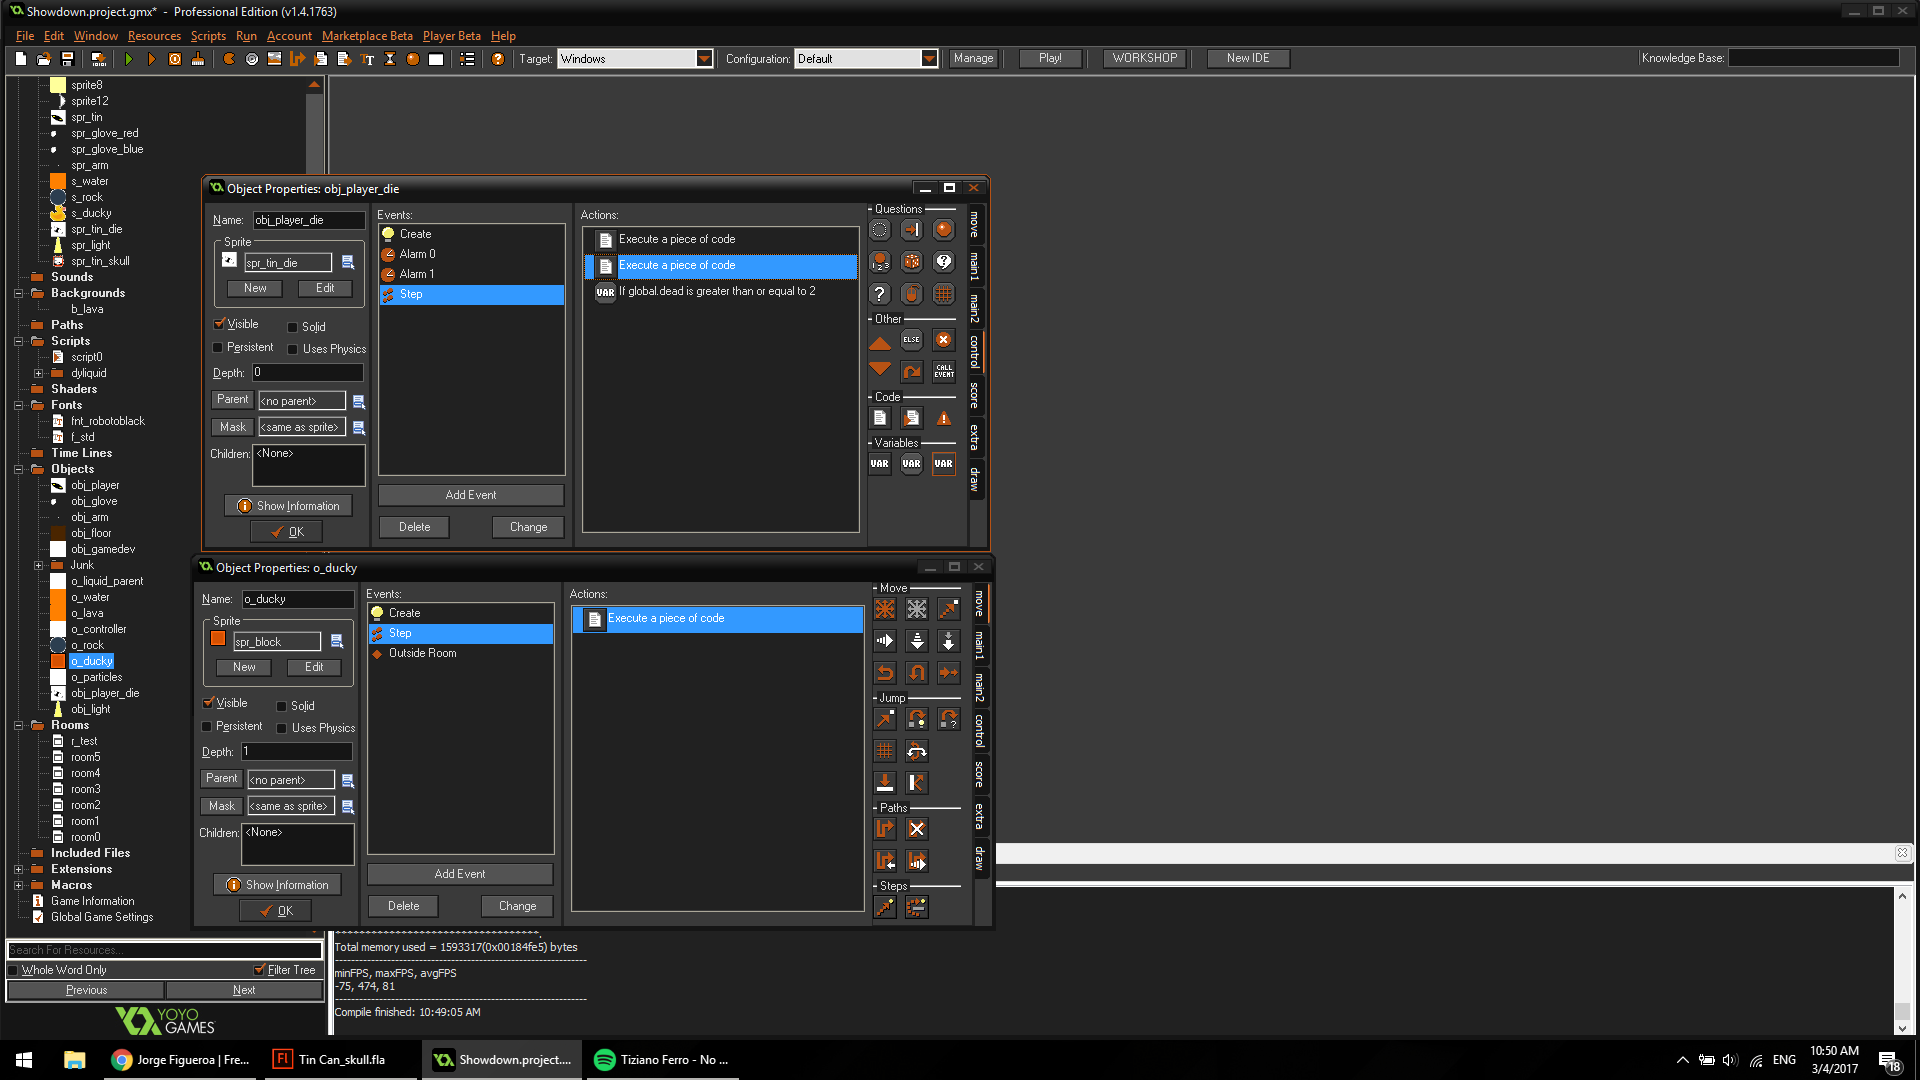 Showdown.project.gmx* - Professional Edition (v1.4.1763)
File Edit Window Resources Scripts Run Account Marketplace Beta Player Beta Help
Target: Windows Configuration: Default Manage Play! WORKSHOP New IDE Knowledge Base:
sprite8
sprite12
spr_tin
spr_glove_red
spr_glove_blue
spr_arm
s_water
s_rock
s_ducky
spr_tin_die
spr_light
spr_tin_skull
Sounds
Backgrounds
b_lava
Paths
Scripts
script0
dyliquid
Shaders
Fonts
fnt_robotoblack
f_std
Time Lines
Objects
obj_player
obj_glove
obj_arm
obj_floor
obj_gamedev
Junk
o_liquid_parent
o_water
o_lava
o_controller
o_rock
o_ducky
o_particles
obj_player_die
obj_light
Rooms
r_test
room5
room4
room3
room2
room1
room0
Included Files
Extensions
Macros
Game Information
Global Game Settings
Search For Resources...
Whole Word Only Filter Tree
Previous Next
YOYO
GAMES
Object Properties: obj_player_die
Name: obj_player_die
Sprite
spr_tin_die
New Edit
Visible Solid
Persistent Uses Physics
Depth: 0
Parent <no parent>
Mask <same as sprite>
Children: <None>
Show Information
OK
Events:
Create
Alarm 0
Alarm 1
Step
Add Event
Delete Change
Actions:
Execute a piece of code
Execute a piece of code
VAR If global.dead is greater than or equal to 2
Questions
1 2 3
?
?
Other
ELSE
CALL EVENT
Code
Variables
VAR VAR VAR
move
main1
main2
control
score
extra
draw
Object Properties: o_ducky
Name: o_ducky
Sprite
spr_block
New Edit
Visible Solid
Persistent Uses Physics
Depth: 1
Parent <no parent>
Mask <same as sprite>
Children: <None>
Show Information
OK
Events:
Create
Step
Outside Room
Add Event
Delete Change
Actions:
Execute a piece of code
Move
Jump
?
Paths
Steps
move
main1
main2
control
score
extra
draw
Total memory used = 1593317(0x00184fe5) bytes
minFPS, maxFPS, avgFPS
-75, 474, 81
Compile finished: 10:49:05 AM
Jorge Figueroa | Fre...
Fl Tin Can_skull.fla
Showdown.project....
Tiziano Ferro - No ...
ENG
10:50 AM
3/4/2017
18